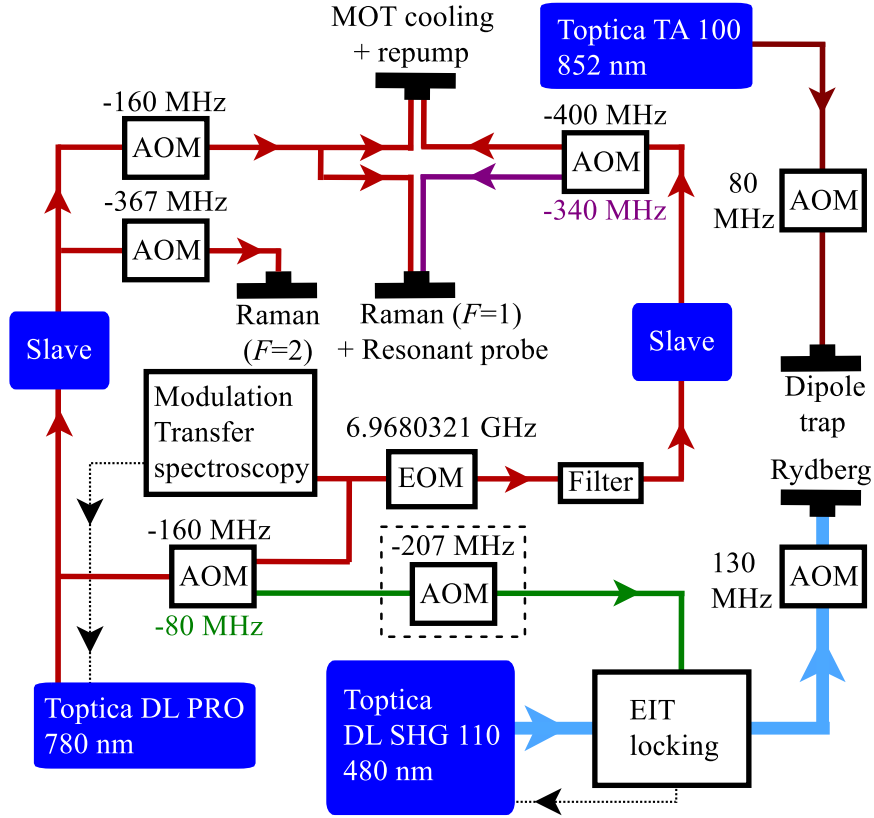 MOT cooling
+ repump
Toptica TA 100
852 nm
-160 MHz
AOM
-400 MHz
AOM
-340 MHz
80
MHz
AOM
-367 MHz
AOM
Raman
(F=2)
Raman (F=1)
+ Resonant probe
Slave
Slave
Dipole
trap
Modulation
Transfer
spectroscopy
6.9680321 GHz
EOM
Filter
Rydberg
-160 MHz
AOM
-80 MHz
-207 MHz
AOM
130
MHz
AOM
Toptica DL PRO
780 nm
Toptica
DL SHG 110
480 nm
EIT
locking